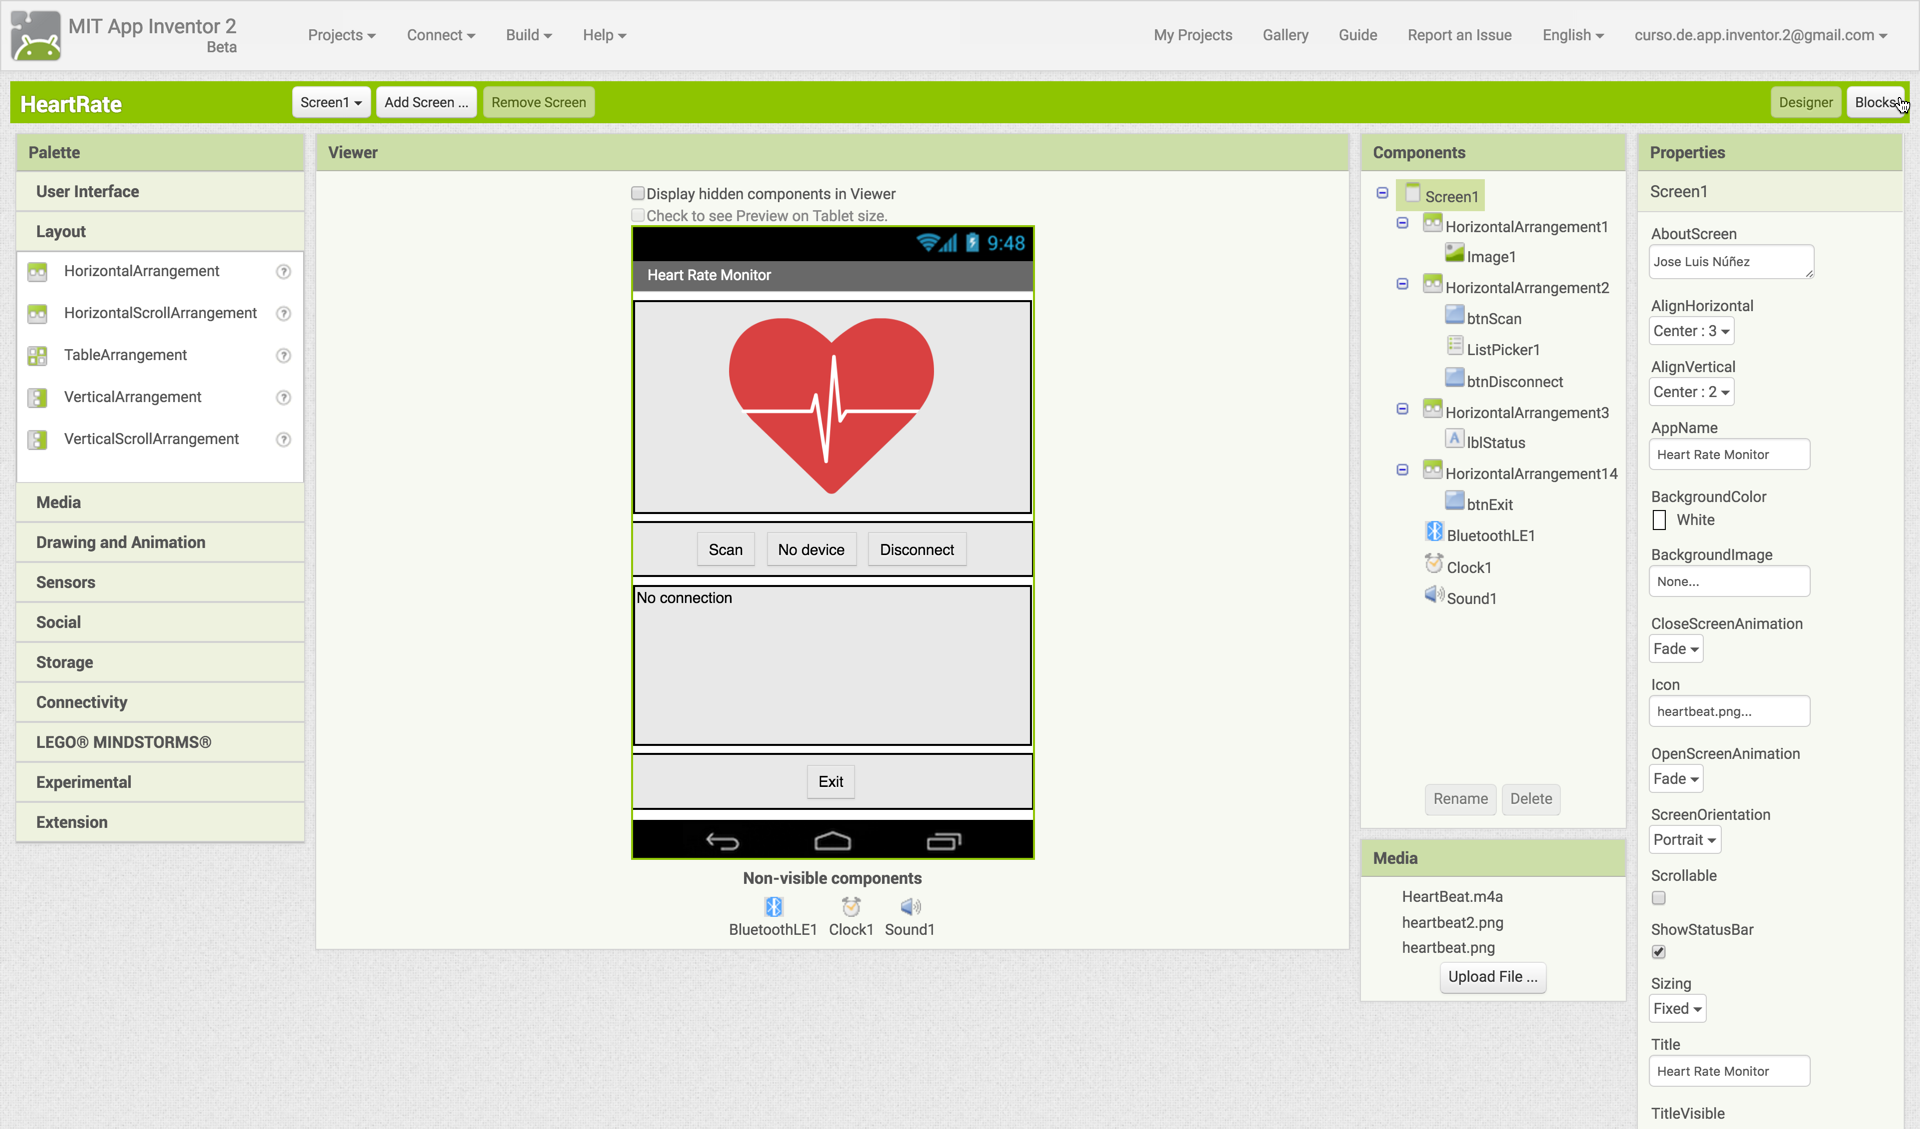 MIT App Inventor 2
Beta
Projects
Connect
Build
Help
My Projects
Gallery
Guide
Report an Issue
English
curso.de.app.inventor.2@gmail.com
HeartRate
Screen1
Add Screen ...
Remove Screen
Designer
Blocks
Palette
User Interface
Layout
HorizontalArrangement ?
HorizontalScrollArrangement ?
TableArrangement ?
VerticalArrangement ?
VerticalScrollArrangement ?
Media
Drawing and Animation
Sensors
Social
Storage
Connectivity
LEGO® MINDSTORMS®
Experimental
Extension
Viewer
Display hidden components in Viewer
Check to see Preview on Tablet size.
9:48
Heart Rate Monitor
Scan
No device
Disconnect
No connection
Exit
Non-visible components
BluetoothLE1
Clock1
Sound1
Components
Screen1
HorizontalArrangement1
Image1
HorizontalArrangement2
btnScan
ListPicker1
btnDisconnect
HorizontalArrangement3
A lblStatus
HorizontalArrangement14
btnExit
BluetoothLE1
Clock1
Sound1
Rename
Delete
Media
HeartBeat.m4a
heartbeat2.png
heartbeat.png
Upload File ...
Properties
Screen1
AboutScreen
Jose Luis Núñez
AlignHorizontal
Center : 3
AlignVertical
Center : 2
AppName
Heart Rate Monitor
BackgroundColor
White
BackgroundImage
None...
CloseScreenAnimation
Fade
Icon
heartbeat.png...
OpenScreenAnimation
Fade
ScreenOrientation
Portrait
Scrollable
ShowStatusBar
Sizing
Fixed
Title
Heart Rate Monitor
TitleVisible